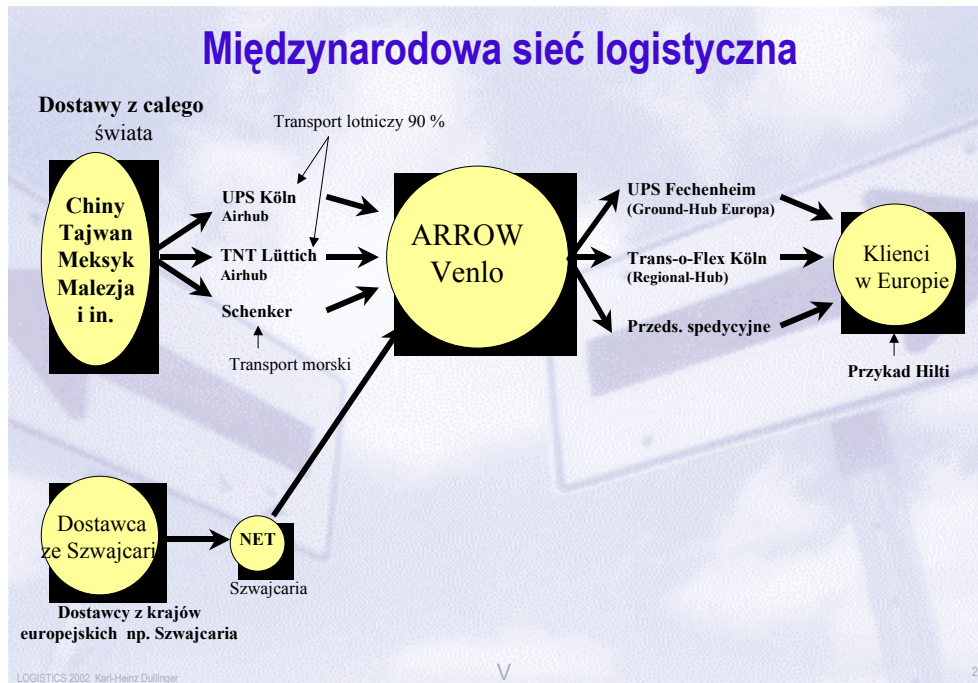 Międzynarodowa sieć logistyczna
Dostawy z calego
świata
Transport lotniczy 90 %
Chiny
Tajwan
Meksyk
Malezja
i in.
UPS Köln
Airhub
TNT Lüttich
Airhub
Schenker
Transport morski
ARROW
Venlo
UPS Fechenheim
(Ground-Hub Europa)
Trans-o-Flex Köln
(Regional-Hub)
Przeds. spedycyjne
Klienci
w Europie
Przykad Hilti
Dostawca
ze Szwajcari
NET
Szwajcaria
Dostawcy z krajów
europejskich np. Szwajcaria
LOGISTICS 2002 Karl-Heinz Dullinger
V
2